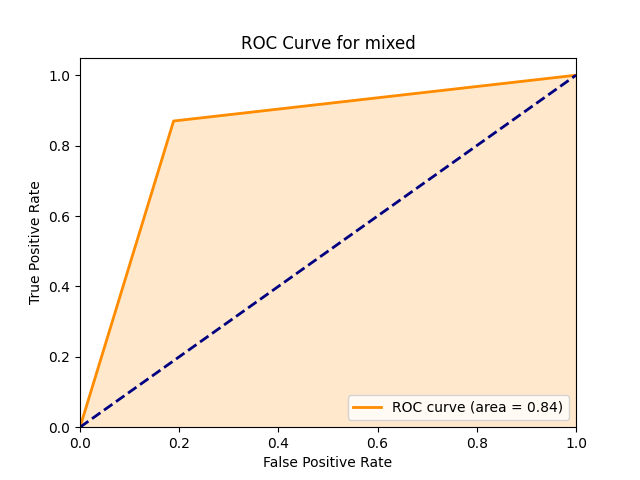 ROC Curve for mixed
True Positive Rate
1.0
0.8
0.6
0.4
0.2
0.0
ROC curve (area = 0.84)
0.0 0.2 0.4 0.6 0.8 1.0
False Positive Rate